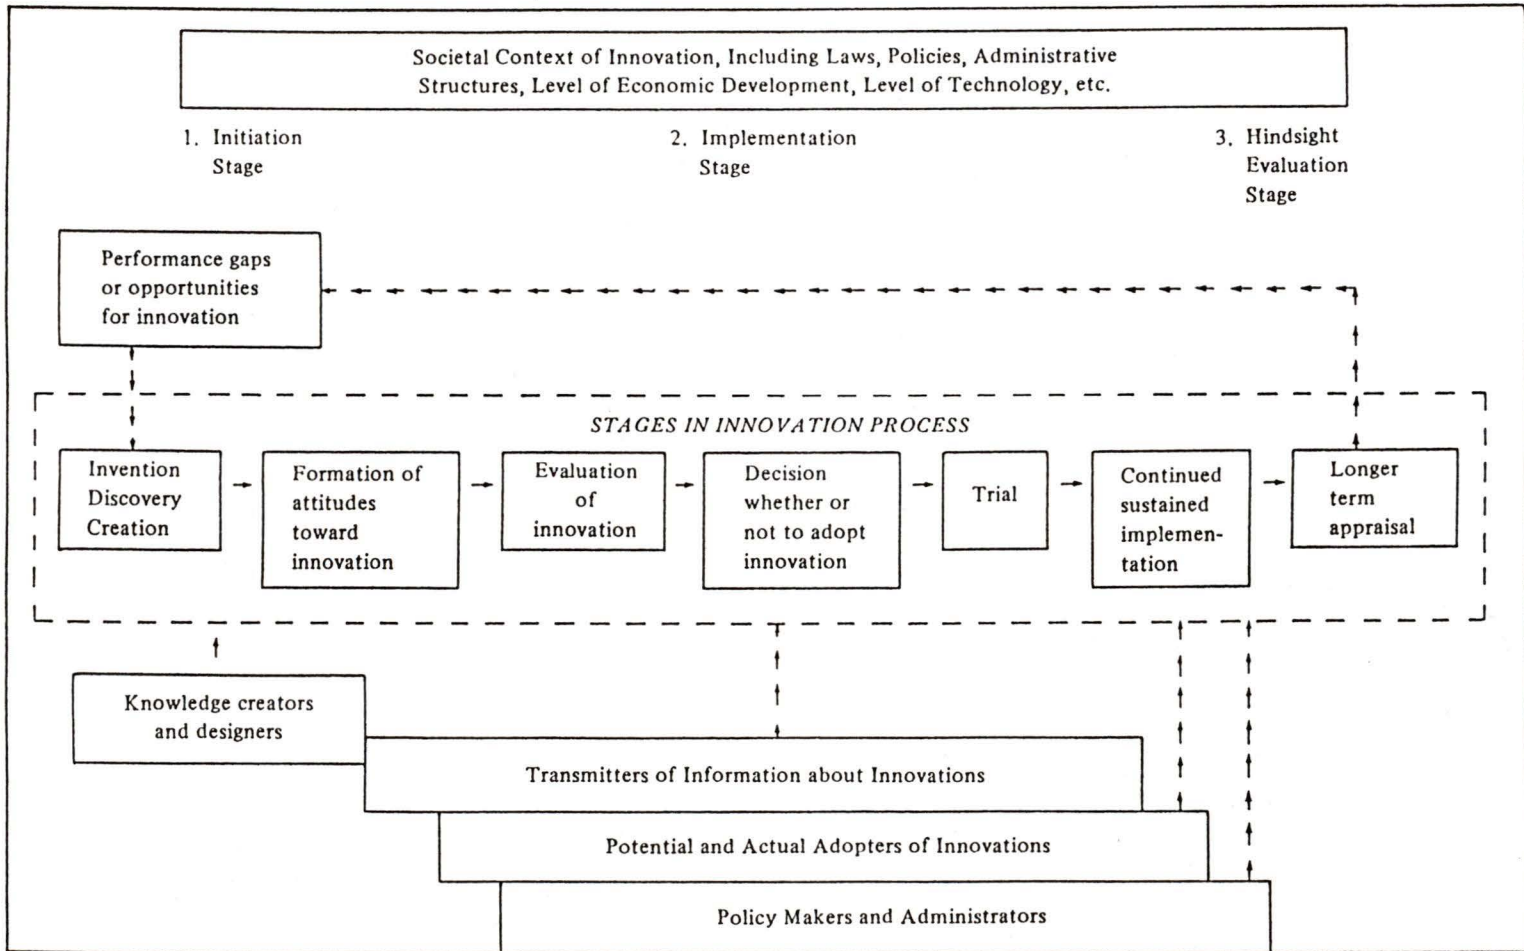 Societal Context of Innovation, Including Laws, Policies, Administrative
Structures, Level of Economic Development, Level of Technology, etc.
1. Initiation
Stage
2. Implementation
Stage
3. Hindsight
Evaluation
Stage
Performance gaps
or opportunities
for innovation
STAGES IN INNOVATION PROCESS
Invention
Discovery
Creation
Formation of
attitudes
toward
innovation
Evaluation
of
innovation
Decision
whether or
not to adopt
innovation
Trial
Continued
sustained
implemen-
tation
Longer
term
appraisal
Knowledge creators
and designers
Transmitters of Information about Innovations
Potential and Actual Adopters of Innovations
Policy Makers and Administrators